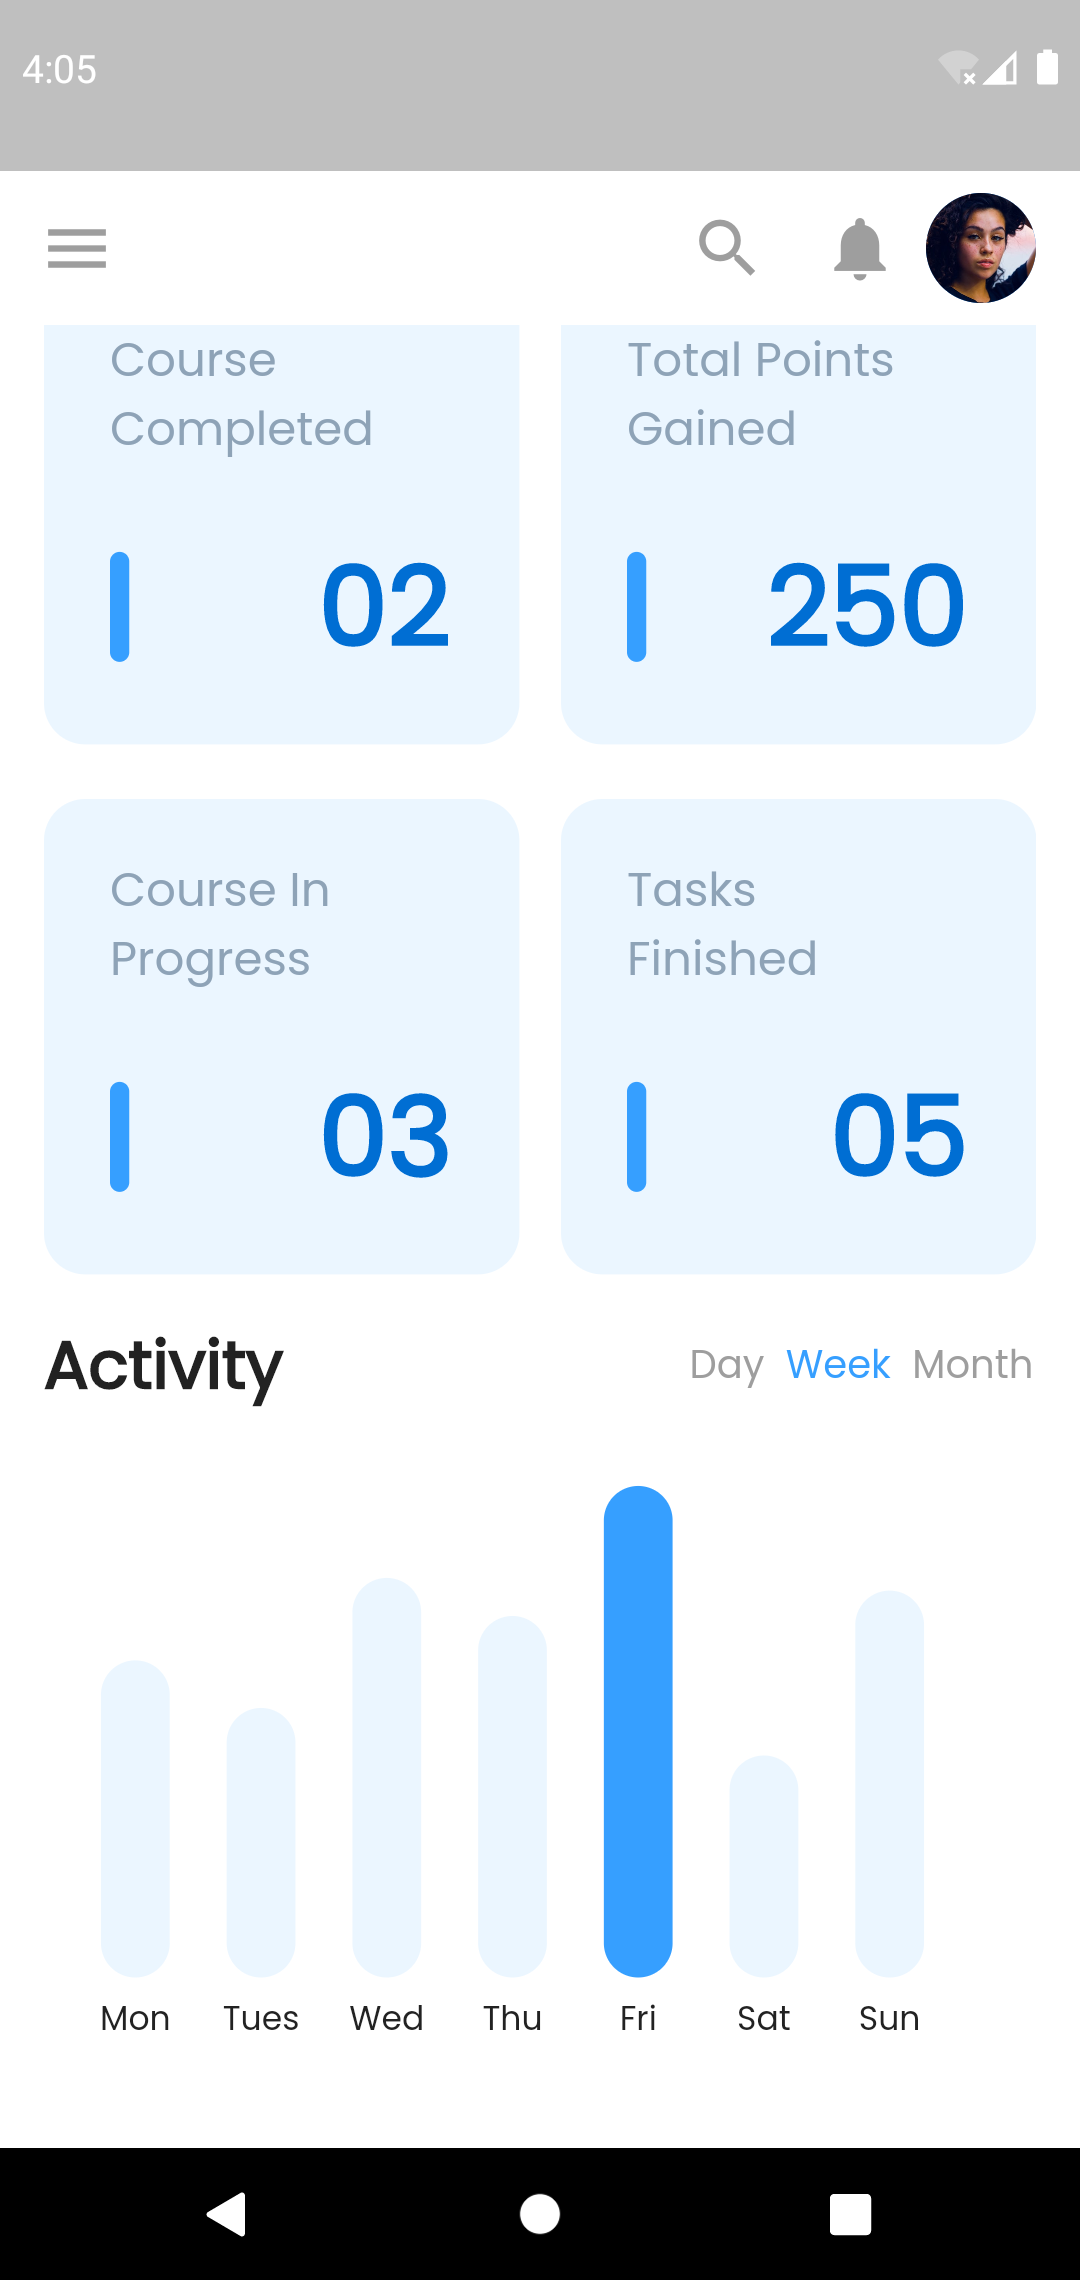 4:05
Course
Completed
02
Total Points
Gained
250
Course In
Progress
03
Tasks
Finished
05
Activity
Day Week Month
Mon Tues Wed Thu Fri Sat Sun